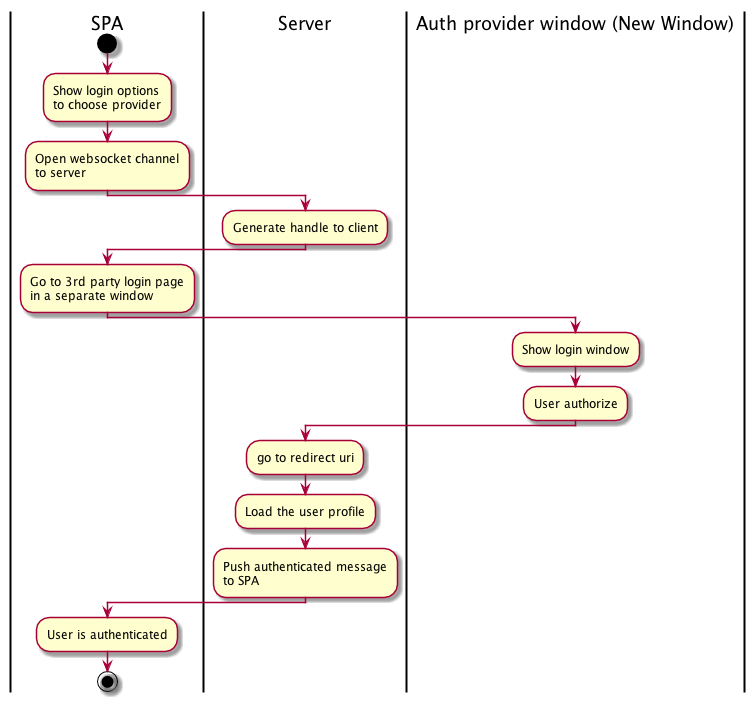 SPA
Server
Auth provider window (New Window)
Show login options
to choose provider
Open websocket channel
to server
Generate handle to client
Go to 3rd party login page
in a separate window
Show login window
User authorize
go to redirect uri
Load the user profile
Push authenticated message
to SPA
User is authenticated